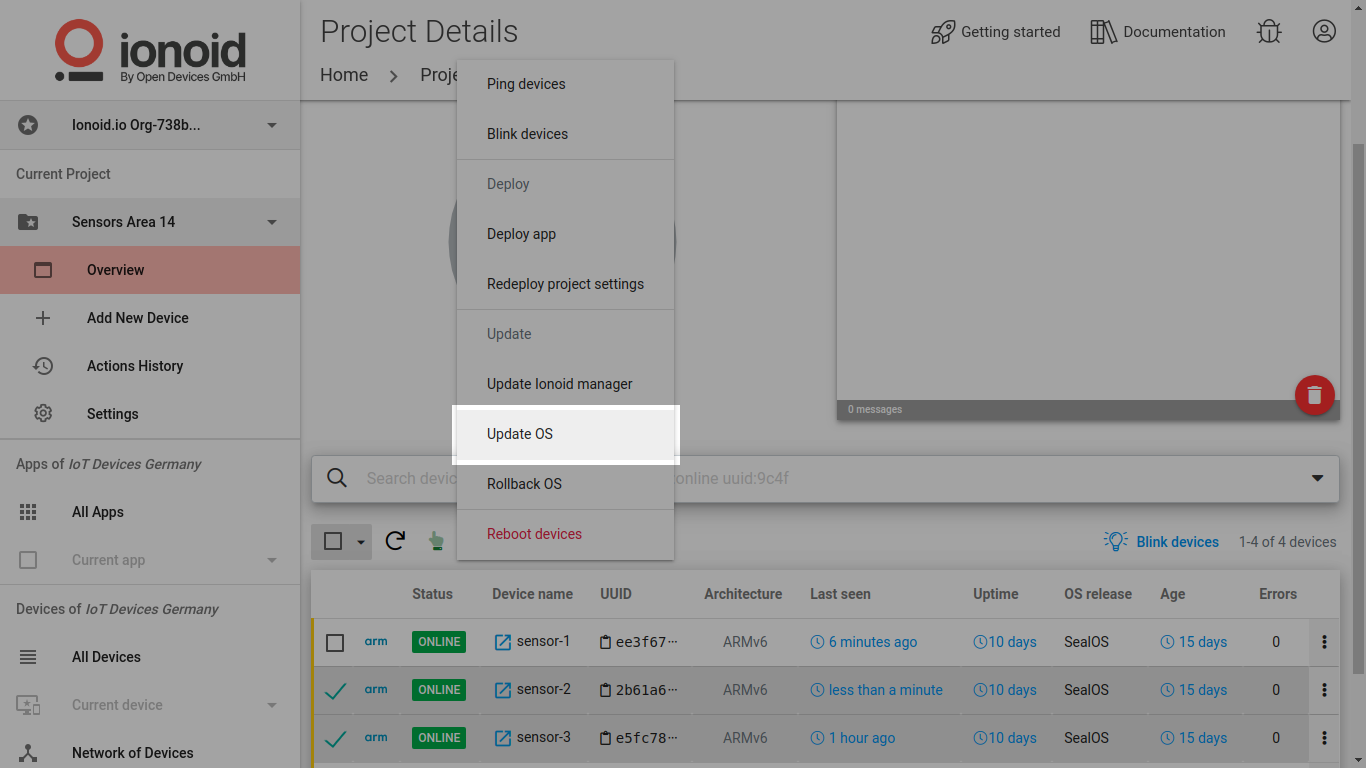 ionoid
By Open Devices GmbH
Ionoid.io Org-738b...
Current Project
Sensors Area 14
Overview
Add New Device
Actions History
Settings
Apps of IoT Devices Germany
All Apps
Current app
Devices of IoT Devices Germany
All Devices
Current device
Network of Devices
Project Details
Getting started
Documentation
Home
Proje
Ping devices
Blink devices
Deploy
Deploy app
Redeploy project settings
Update
Update Ionoid manager
Update OS
Rollback OS
Reboot devices
0 messages
Search devic
online uuid:9c4f
Blink devices
1-4 of 4 devices
Status Device name UUID Architecture Last seen Uptime OS release Age Errors
arm ONLINE sensor-1 ee3f67··· ARMv6 6 minutes ago 10 days SealOS 15 days 0
arm ONLINE sensor-2 2b61a6··· ARMv6 less than a minute 10 days SealOS 15 days 0
arm ONLINE sensor-3 e5fc78··· ARMv6 1 hour ago 10 days SealOS 15 days 0